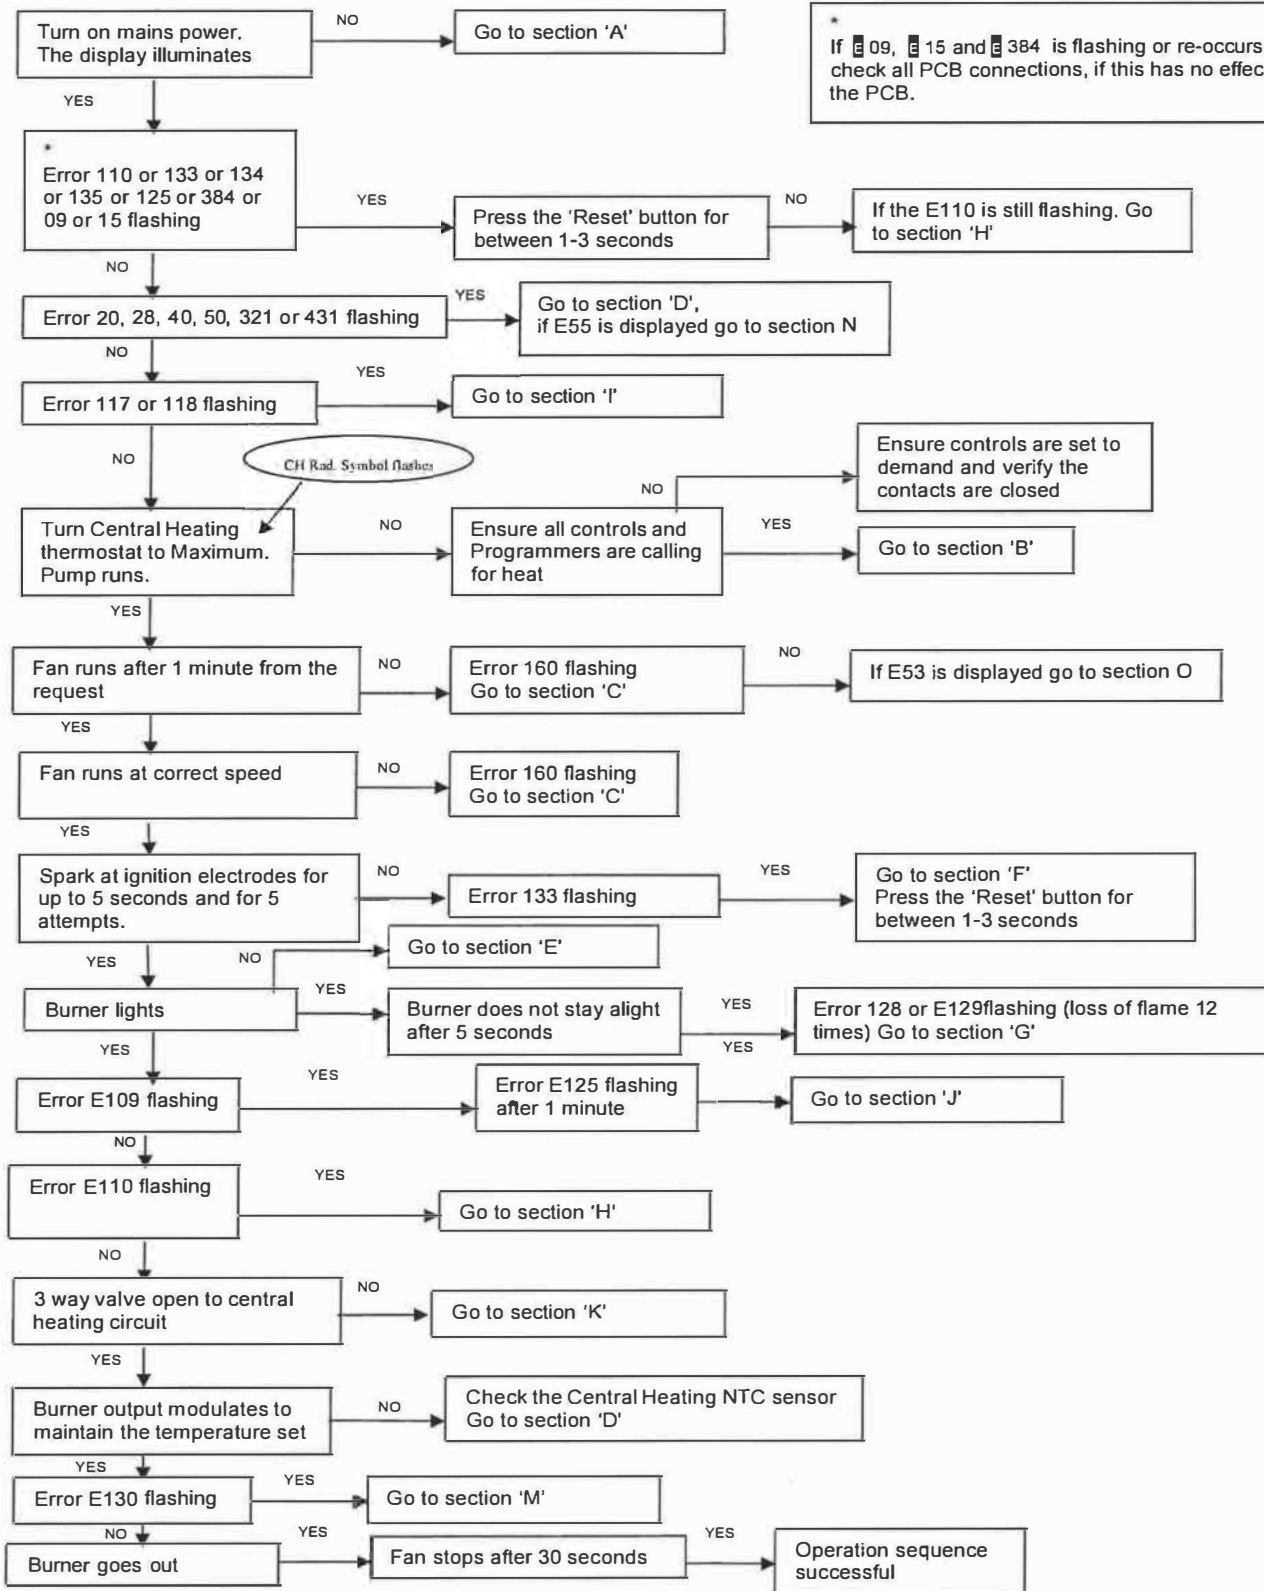 Turn on mains power.
The display illuminates
NO
Go to section 'A'
*
If E 09, E 15 and E 384 is flashing or re-occurs
check all PCB connections, if this has no effec
the PCB.
YES
*
Error 110 or 133 or 134
or 135 or 125 or 384 or
09 or 15 flashing
YES
Press the 'Reset' button for
between 1-3 seconds
NO
If the E110 is still flashing. Go
to section 'H'
NO
Error 20, 28, 40, 50, 321 or 431 flashing
YES
Go to section 'D',
if E55 is displayed go to section N
NO
Error 117 or 118 flashing
YES
Go to section 'I'
NO
CH Rad. Symbol flashes
Turn Central Heating
thermostat to Maximum.
Pump runs.
NO
Ensure all controls and
Programmers are calling
for heat
NO
Ensure controls are set to
demand and verify the
contacts are closed
YES
Go to section 'B'
YES
Fan runs after 1 minute from the
request
NO
Error 160 flashing
Go to section 'C'
NO
If E53 is displayed go to section O
YES
Fan runs at correct speed
NO
Error 160 flashing
Go to section 'C'
YES
Spark at ignition electrodes for
up to 5 seconds and for 5
attempts.
NO
Error 133 flashing
YES
Go to section 'F'
Press the 'Reset' button for
between 1-3 seconds
YES
NO
Go to section 'E'
Burner lights
YES
Burner does not stay alight
after 5 seconds
YES
YES
Error 128 or E129flashing (loss of flame 12
times) Go to section 'G'
YES
Error E109 flashing
YES
Error E125 flashing
after 1 minute
Go to section 'J'
NO
Error E110 flashing
YES
Go to section 'H'
NO
3 way valve open to central
heating circuit
NO
Go to section 'K'
YES
Burner output modulates to
maintain the temperature set
NO
Check the Central Heating NTC sensor
Go to section 'D'
YES
Error E130 flashing
YES
Go to section 'M'
NO
Burner goes out
YES
Fan stops after 30 seconds
YES
Operation sequence
successful